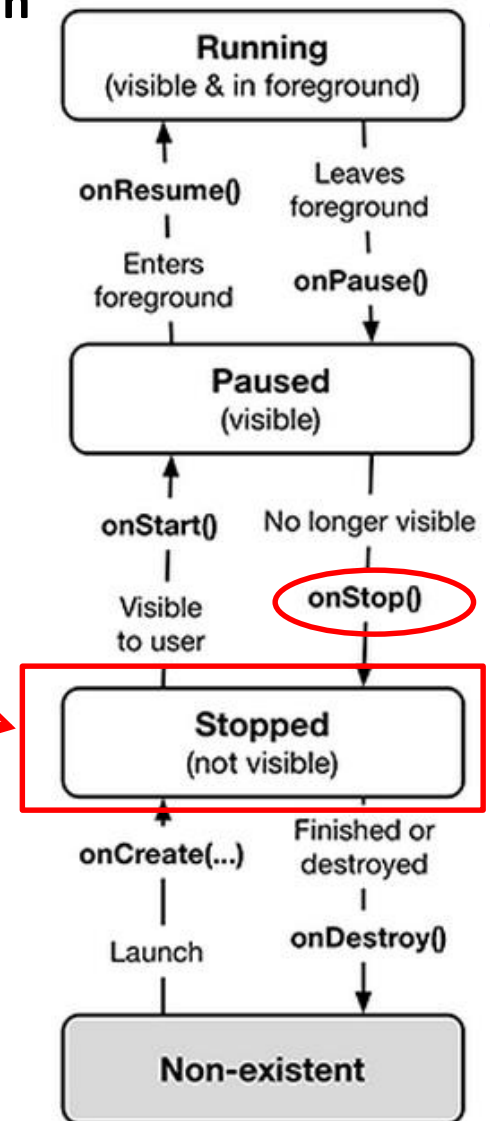 n
Running
(visible & in foreground)
onResume()
Enters
foreground
Leaves
foreground
onPause()
Paused
(visible)
onStart()
Visible
to user
No longer visible
onStop()
Stopped
(not visible)
onCreate(...)
Launch
Finished or
destroyed
onDestroy()
Non-existent